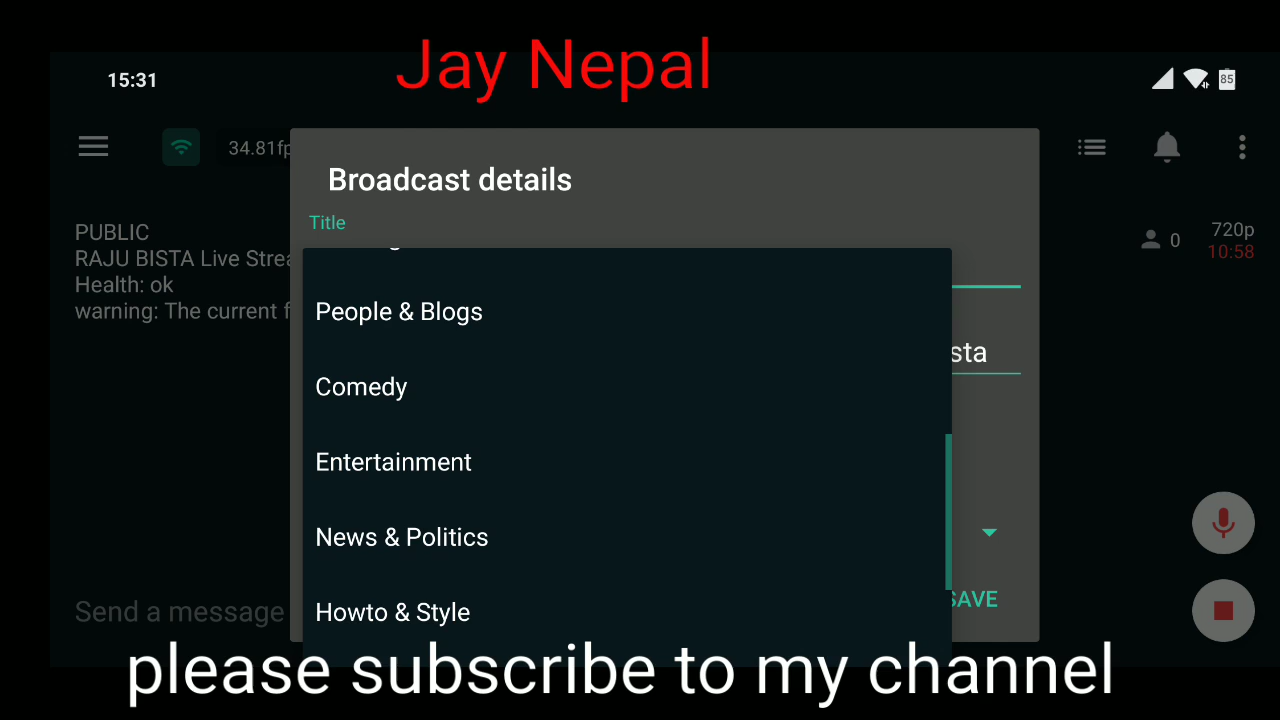 Jay Nepal
15:31
85
34.81fp
Broadcast details
Title
PUBLIC
RAJU BISTA Live Strea
Health: ok
warning: The current f
0
720p
10:58
People & Blogs
sta
Comedy
Entertainment
News & Politics
SAVE
Howto & Style
Send a message
please subscribe to my channel